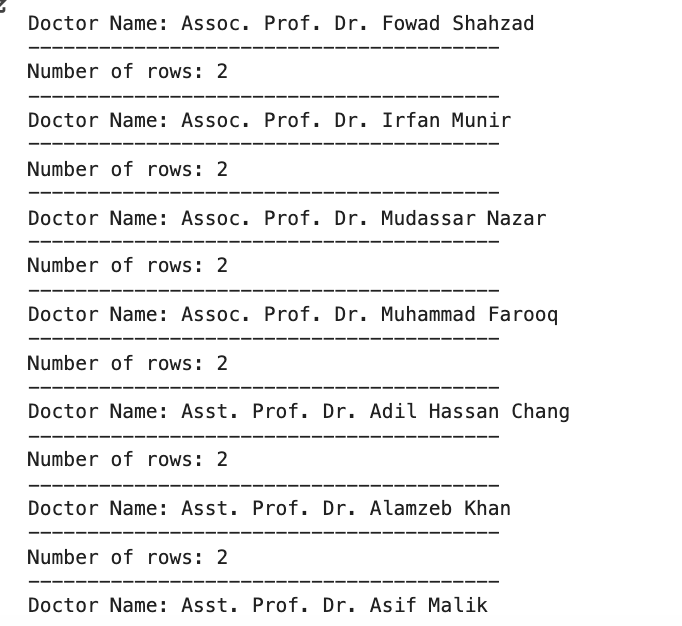 Doctor Name: Assoc. Prof. Dr. Fowad Shahzad
----------------------------------------
Number of rows: 2
----------------------------------------
Doctor Name: Assoc. Prof. Dr. Irfan Munir
----------------------------------------
Number of rows: 2
----------------------------------------
Doctor Name: Assoc. Prof. Dr. Mudassar Nazar
----------------------------------------
Number of rows: 2
----------------------------------------
Doctor Name: Assoc. Prof. Dr. Muhammad Farooq
----------------------------------------
Number of rows: 2
----------------------------------------
Doctor Name: Asst. Prof. Dr. Adil Hassan Chang
----------------------------------------
Number of rows: 2
----------------------------------------
Doctor Name: Asst. Prof. Dr. Alamzeb Khan
----------------------------------------
Number of rows: 2
----------------------------------------
Doctor Name: Asst. Prof. Dr. Asif Malik